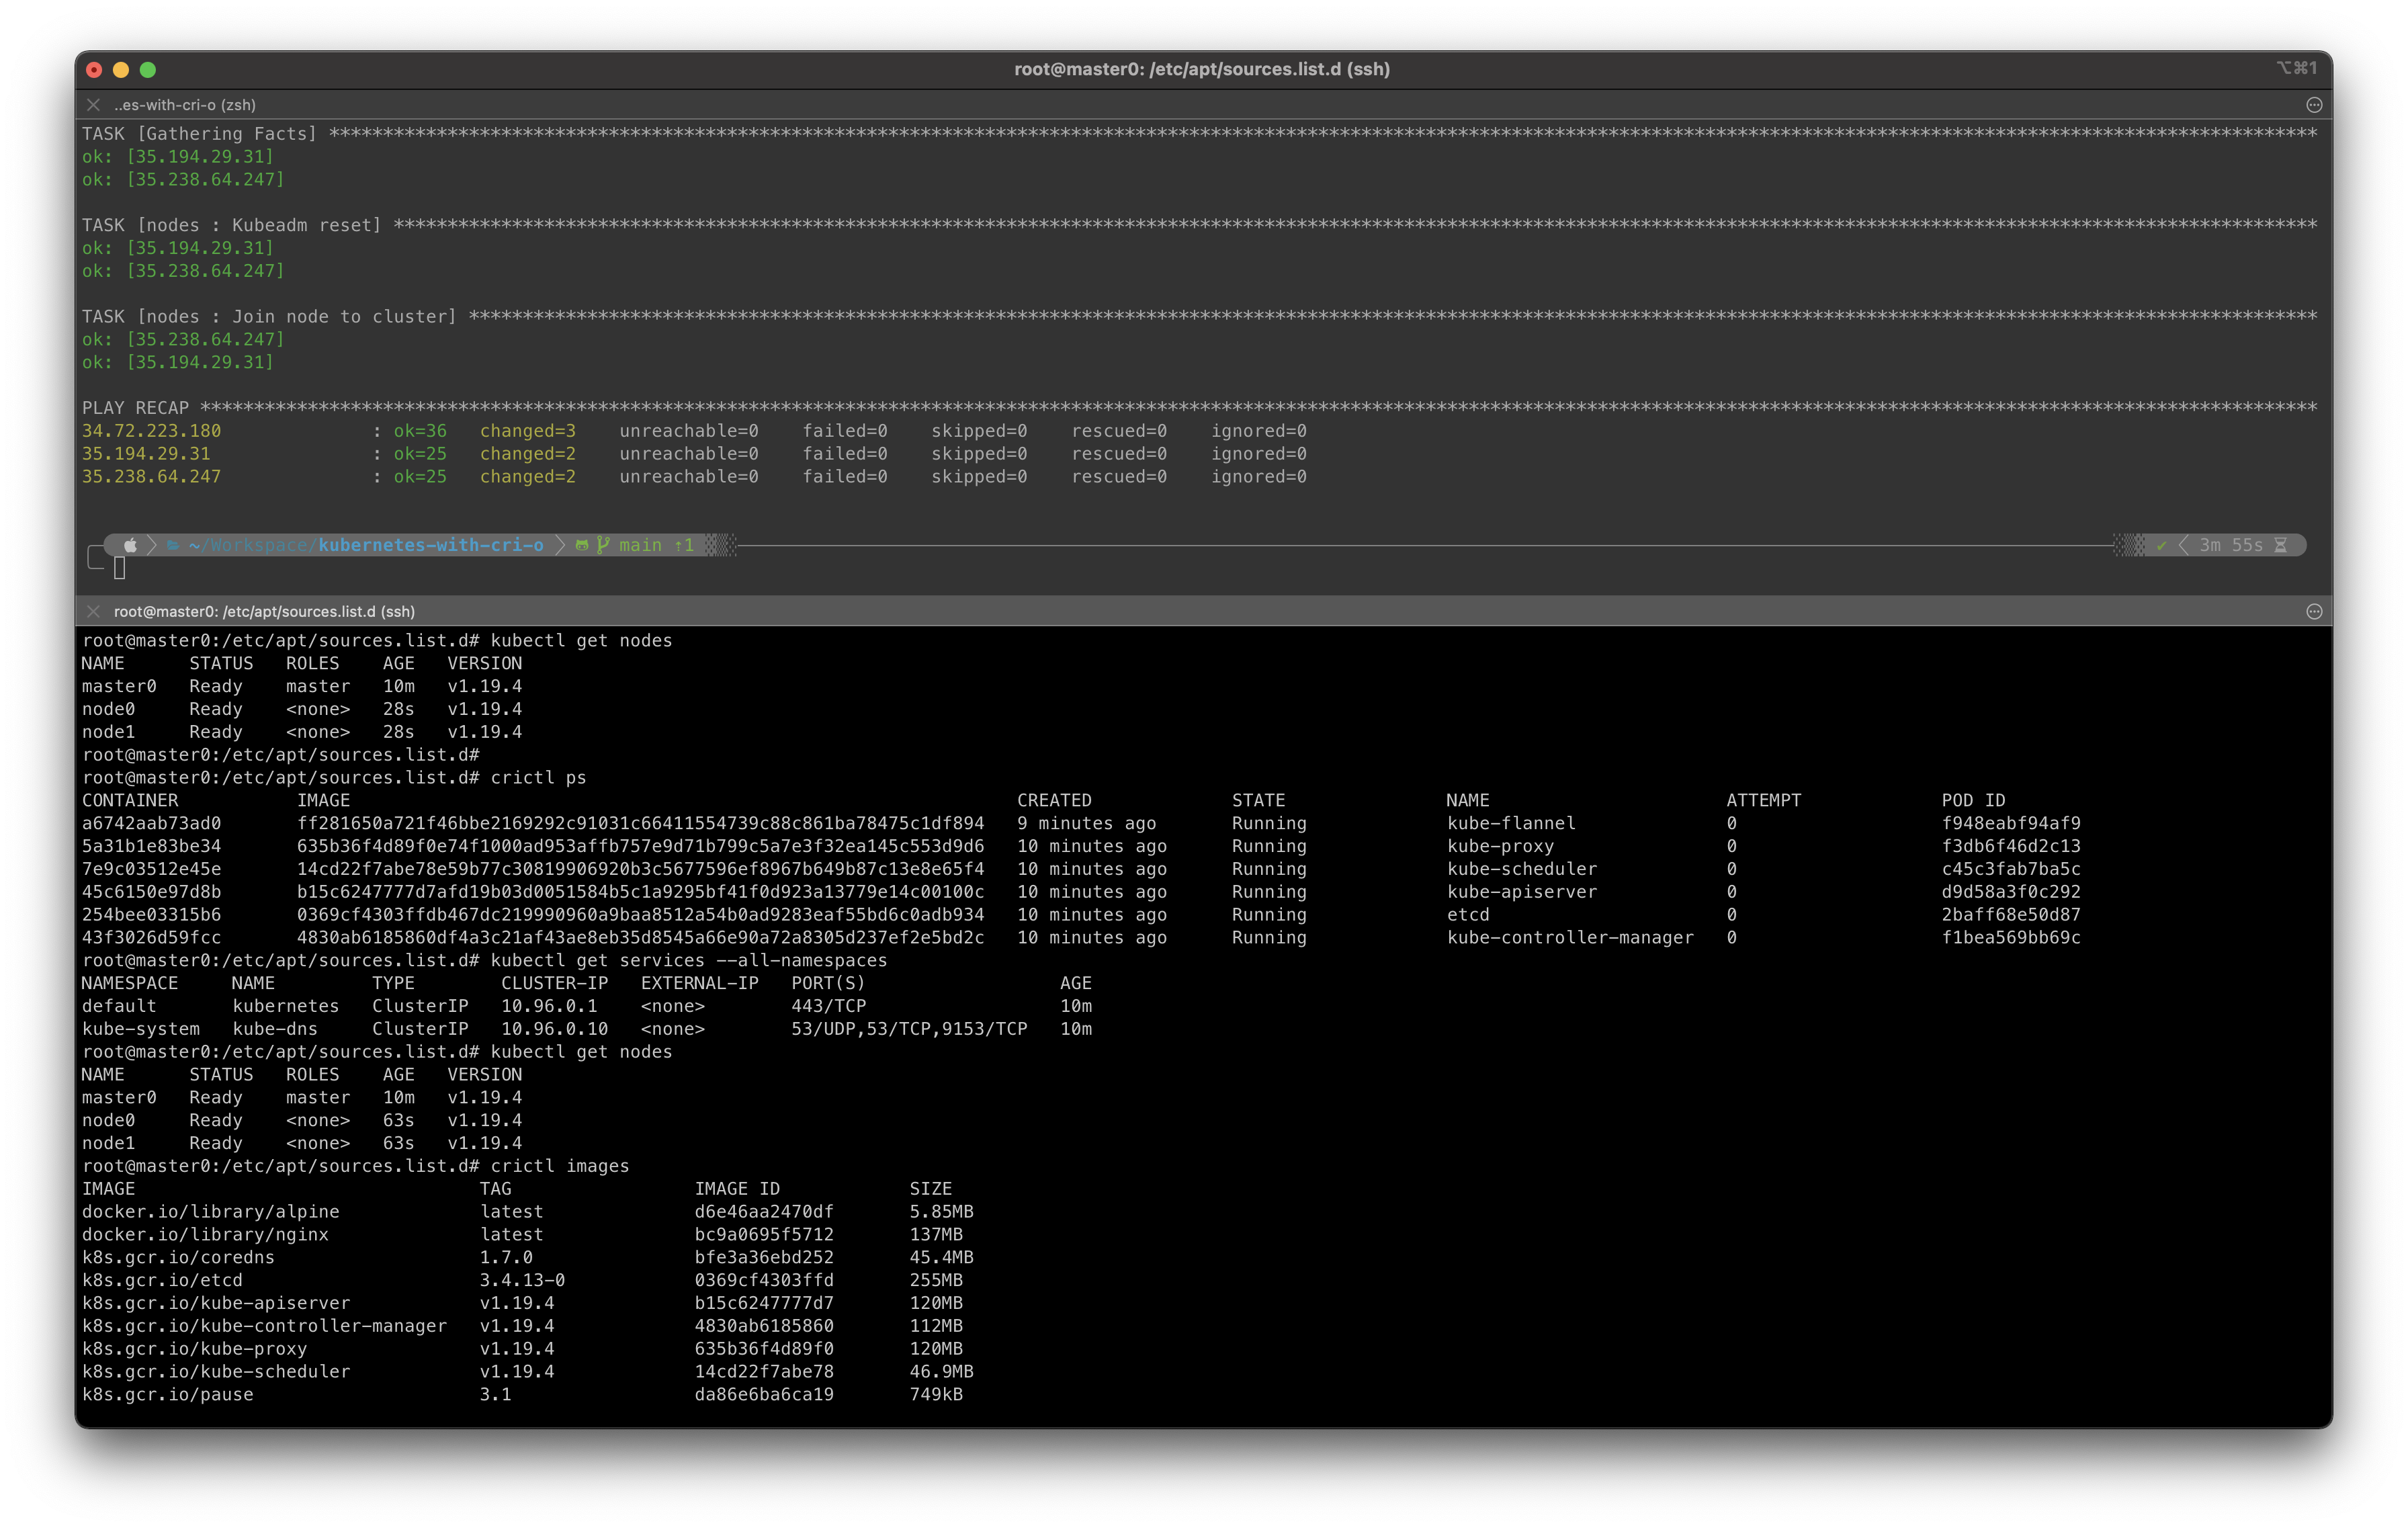 root@master0: /etc/apt/sources.list.d (ssh) ⌥⌘1
..es-with-cri-o (zsh)
TASK [Gathering Facts] ****************************************************************************************************************************************************************************************
ok: [35.194.29.31]
ok: [35.238.64.247]
TASK [nodes : Kubeadm reset] **********************************************************************************************************************************************************************************
ok: [35.194.29.31]
ok: [35.238.64.247]
TASK [nodes : Join node to cluster] ***************************************************************************************************************************************************************************
ok: [35.238.64.247]
ok: [35.194.29.31]
PLAY RECAP ****************************************************************************************************************************************************************************************************
34.72.223.180 : ok=36 changed=3 unreachable=0 failed=0 skipped=0 rescued=0 ignored=0
35.194.29.31 : ok=25 changed=2 unreachable=0 failed=0 skipped=0 rescued=0 ignored=0
35.238.64.247 : ok=25 changed=2 unreachable=0 failed=0 skipped=0 rescued=0 ignored=0
~/Workspace/kubernetes-with-cri-o main ⇡1 ✔ 3m 55s
root@master0: /etc/apt/sources.list.d (ssh)
root@master0:/etc/apt/sources.list.d# kubectl get nodes
NAME STATUS ROLES AGE VERSION
master0 Ready master 10m v1.19.4
node0 Ready <none> 28s v1.19.4
node1 Ready <none> 28s v1.19.4
root@master0:/etc/apt/sources.list.d#
root@master0:/etc/apt/sources.list.d# crictl ps
CONTAINER IMAGE CREATED STATE NAME ATTEMPT POD ID
a6742aab73ad0 ff281650a721f46bbe2169292c91031c66411554739c88c861ba78475c1df894 9 minutes ago Running kube-flannel 0 f948eabf94af9
5a31b1e83be34 635b36f4d89f0e74f1000ad953affb757e9d71b799c5a7e3f32ea145c553d9d6 10 minutes ago Running kube-proxy 0 f3db6f46d2c13
7e9c03512e45e 14cd22f7abe78e59b77c30819906920b3c5677596ef8967b649b87c13e8e65f4 10 minutes ago Running kube-scheduler 0 c45c3fab7ba5c
45c6150e97d8b b15c6247777d7afd19b03d0051584b5c1a9295bf41f0d923a13779e14c00100c 10 minutes ago Running kube-apiserver 0 d9d58a3f0c292
254bee03315b6 0369cf4303ffdb467dc219990960a9baa8512a54b0ad9283eaf55bd6c0adb934 10 minutes ago Running etcd 0 2baff68e50d87
43f3026d59fcc 4830ab6185860df4a3c21af43ae8eb35d8545a66e90a72a8305d237ef2e5bd2c 10 minutes ago Running kube-controller-manager 0 f1bea569bb69c
root@master0:/etc/apt/sources.list.d# kubectl get services --all-namespaces
NAMESPACE NAME TYPE CLUSTER-IP EXTERNAL-IP PORT(S) AGE
default kubernetes ClusterIP 10.96.0.1 <none> 443/TCP 10m
kube-system kube-dns ClusterIP 10.96.0.10 <none> 53/UDP,53/TCP,9153/TCP 10m
root@master0:/etc/apt/sources.list.d# kubectl get nodes
NAME STATUS ROLES AGE VERSION
master0 Ready master 10m v1.19.4
node0 Ready <none> 63s v1.19.4
node1 Ready <none> 63s v1.19.4
root@master0:/etc/apt/sources.list.d# crictl images
IMAGE TAG IMAGE ID SIZE
docker.io/library/alpine latest d6e46aa2470df 5.85MB
docker.io/library/nginx latest bc9a0695f5712 137MB
k8s.gcr.io/coredns 1.7.0 bfe3a36ebd252 45.4MB
k8s.gcr.io/etcd 3.4.13-0 0369cf4303ffd 255MB
k8s.gcr.io/kube-apiserver v1.19.4 b15c6247777d7 120MB
k8s.gcr.io/kube-controller-manager v1.19.4 4830ab6185860 112MB
k8s.gcr.io/kube-proxy v1.19.4 635b36f4d89f0 120MB
k8s.gcr.io/kube-scheduler v1.19.4 14cd22f7abe78 46.9MB
k8s.gcr.io/pause 3.1 da86e6ba6ca19 749kB